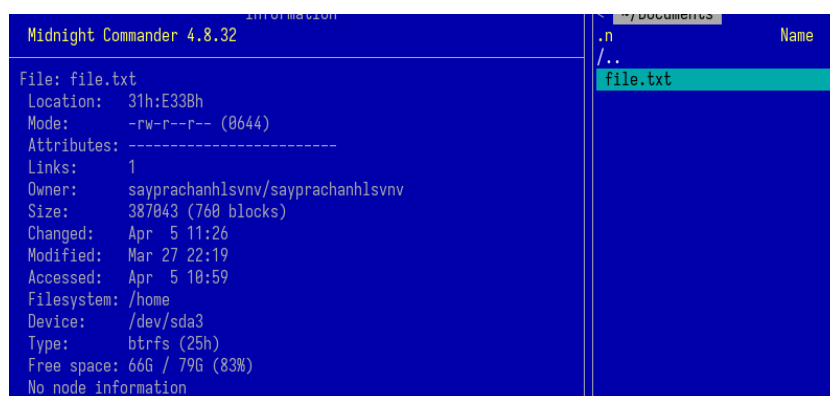 Information
Midnight Commander 4.8.32
File: file.txt
Location: 31h:E33Bh
Mode: -rw-r--r-- (0644)
Attributes: -------------------------
Links: 1
Owner: sayprachanhlsvnv/sayprachanhlsvnv
Size: 387043 (760 blocks)
Changed: Apr 5 11:26
Modified: Mar 27 22:19
Accessed: Apr 5 10:59
Filesystem: /home
Device: /dev/sda3
Type: btrfs (25h)
Free space: 66G / 79G (83%)
No node information
< ~/Documents
.n Name
/..
file.txt